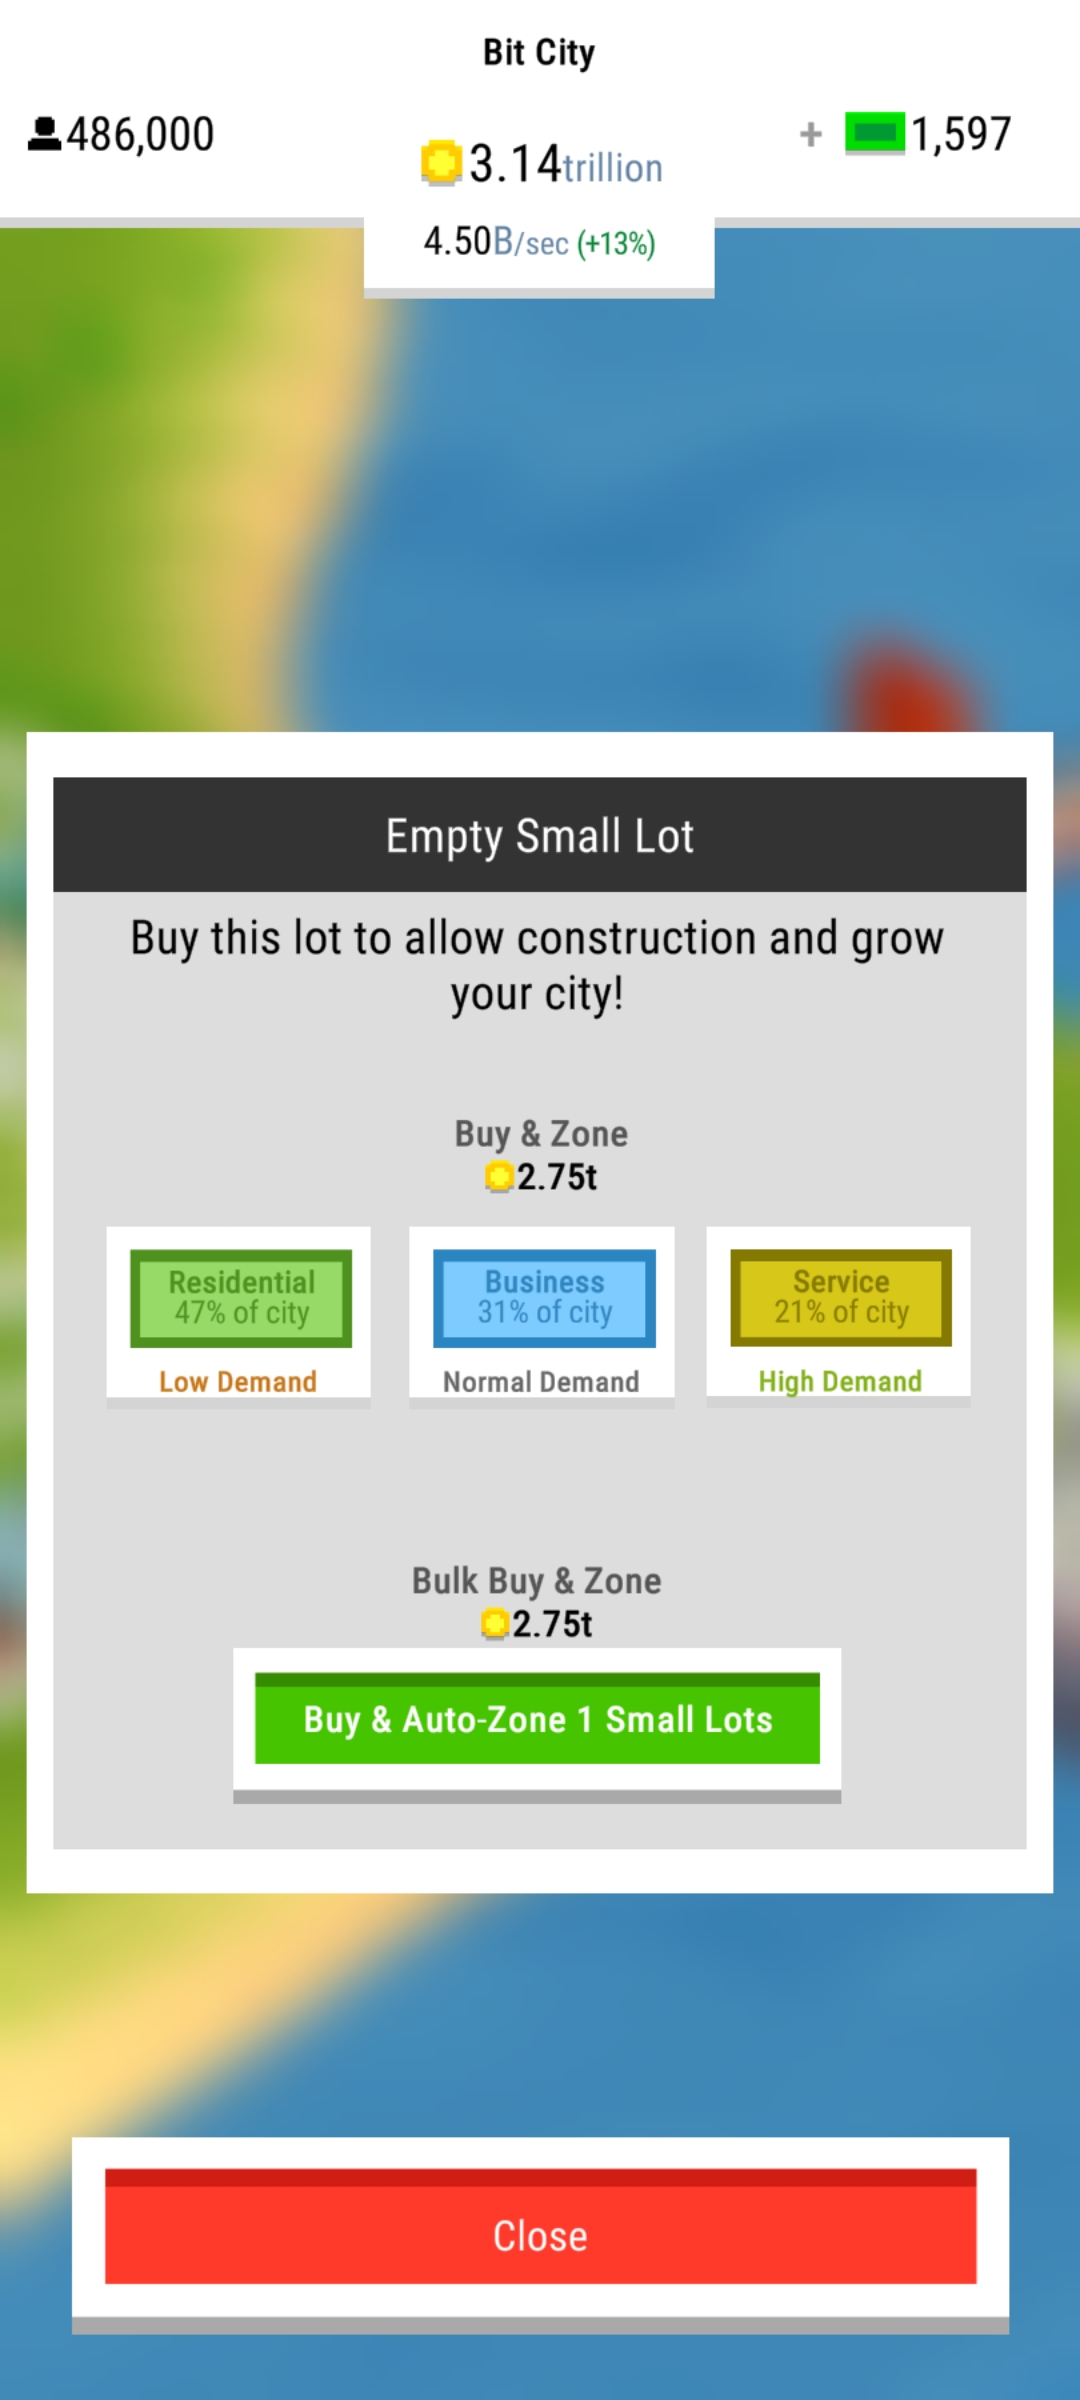 Bit City
486,000
3.14trillion
+ 1,597
4.50B/sec (+13%)
Empty Small Lot
Buy this lot to allow construction and grow
your city!
Buy & Zone
2.75t
Residential
47% of city
Low Demand
Business
31% of city
Normal Demand
Service
21% of city
High Demand
Bulk Buy & Zone
2.75t
Buy & Auto-Zone 1 Small Lots
Close